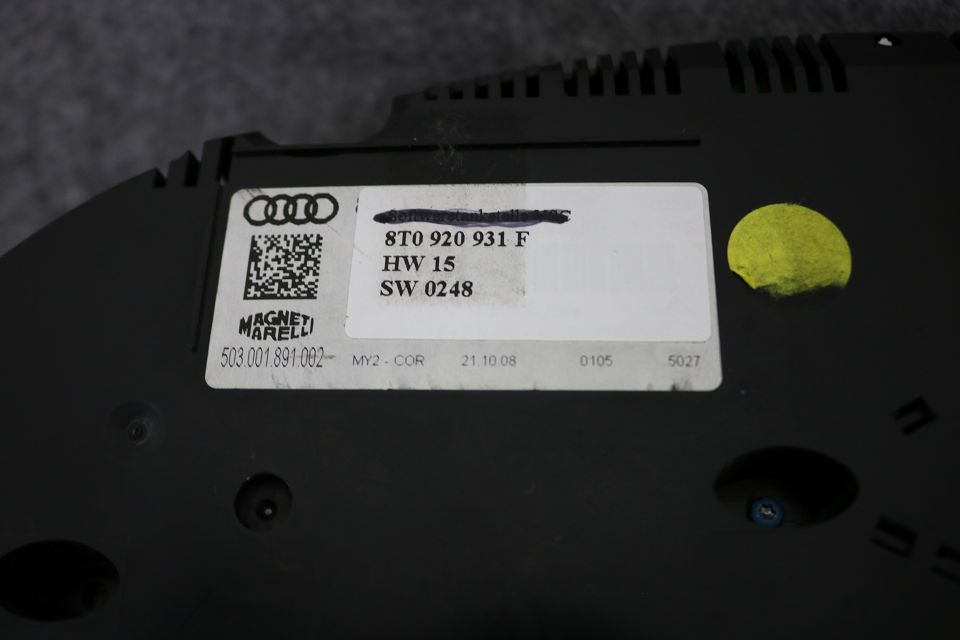 8T0 920 931 F
HW 15
SW 0248
MAGNETI
MARELLI
503.001.891.002
MY2 - COR 21.10.08 0105 5027